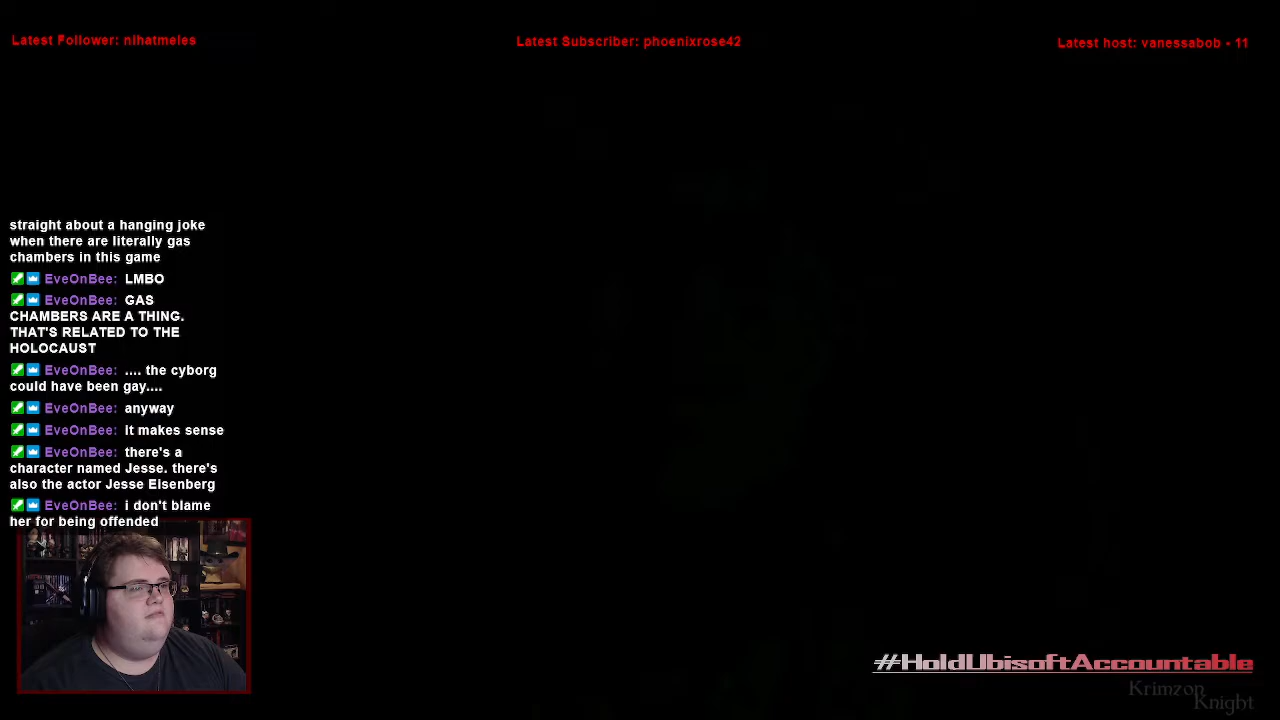 Latest Follower: nihatmeles
Latest Subscriber: phoenixrose42
Latest host: vanessabob - 11
straight about a hanging joke
when there are literally gas
chambers in this game
EveOnBee: LMBO
EveOnBee: GAS
CHAMBERS ARE A THING.
THAT'S RELATED TO THE
HOLOCAUST
EveOnBee: .... the cyborg
could have been gay....
EveOnBee: anyway
EveOnBee: it makes sense
EveOnBee: there's a
character named Jesse. there's
also the actor Jesse Eisenberg
EveOnBee: i don't blame
her for being offended
#HoldUbisoftAccountable
Krimzon
Knight